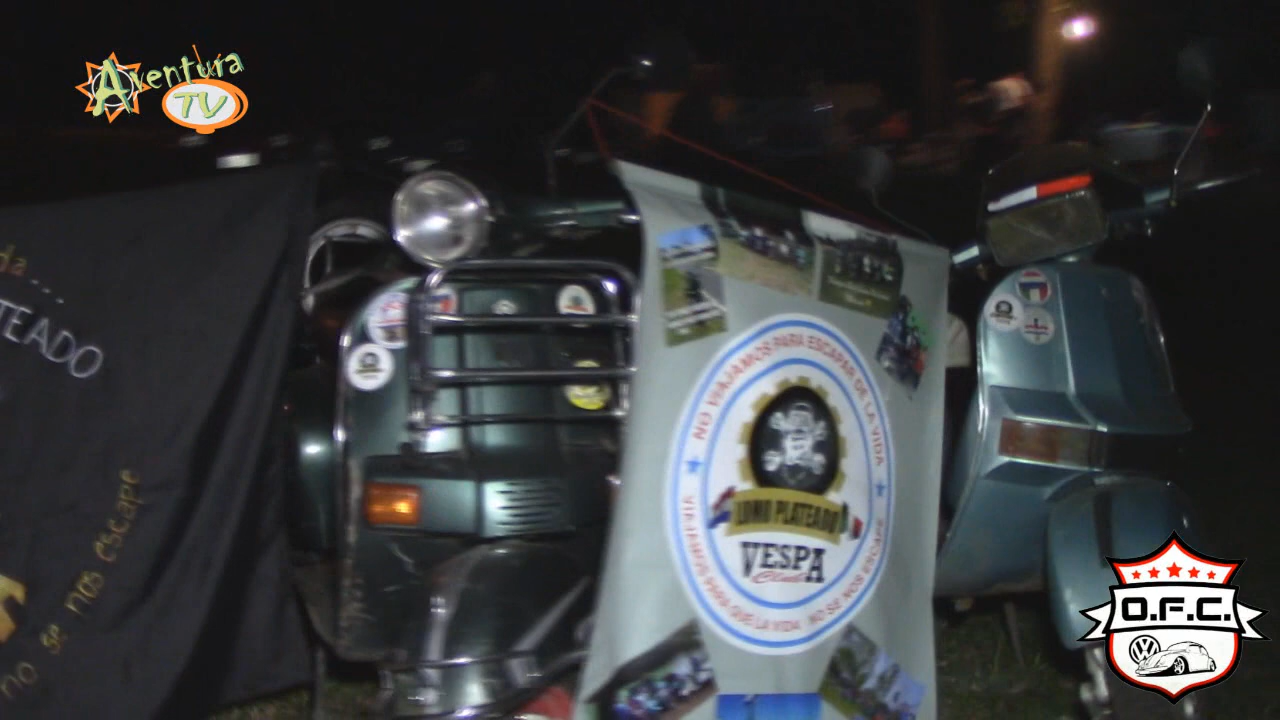 Aventura
TV
da....
TEADO
no se nos escape
NO VIAJAMOS PARA ESCAPAR DE LA VIDA
LOMO PLATEADO
VESPA
Club
VIAJAMOS PARA QUE LA VIDA NO SE NOS ESCAPE
O.F.C.